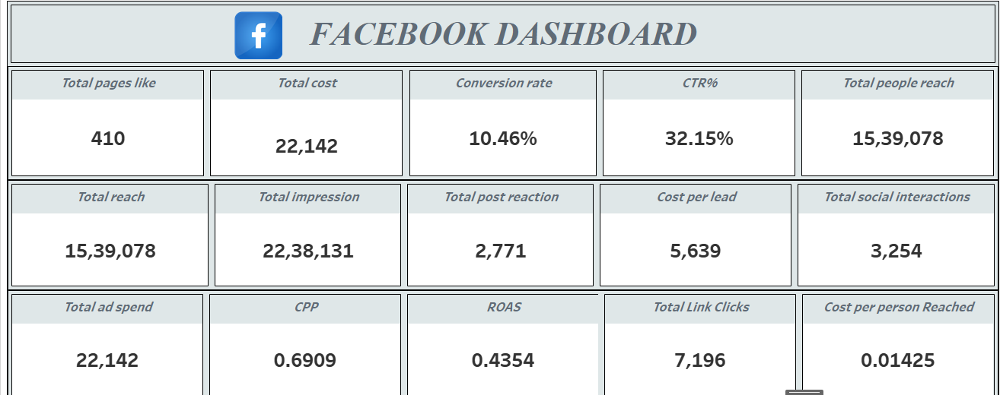 f FACEBOOK DASHBOARD
Total pages like Total cost Conversion rate CTR% Total people reach
410 22,142 10.46% 32.15% 15,39,078
Total reach Total impression Total post reaction Cost per lead Total social interactions
15,39,078 22,38,131 2,771 5,639 3,254
Total ad spend CPP ROAS Total Link Clicks Cost per person Reached
22,142 0.6909 0.4354 7,196 0.01425